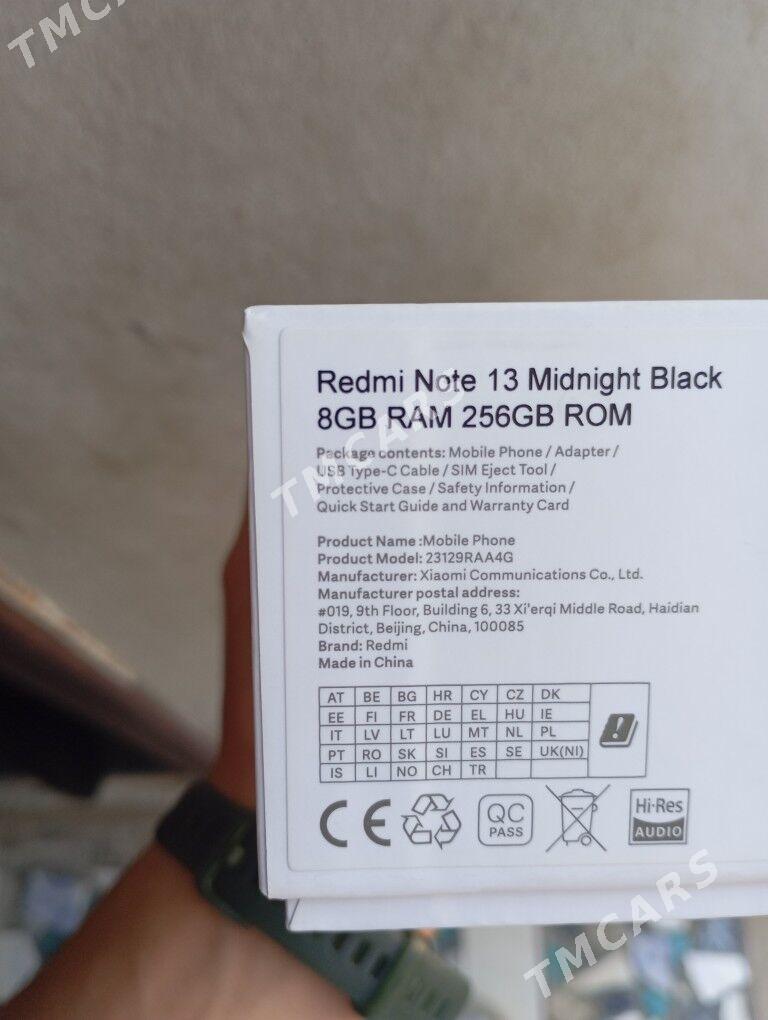 TMCARS
Redmi Note 13 Midnight Black
8GB RAM 256GB ROM
Package contents: Mobile Phone / Adapter /
USB Type-C Cable / SIM Eject Tool /
Protective Case / Safety Information /
Quick Start Guide and Warranty Card
TMCARS
Product Name :Mobile Phone
Product Model: 23129RAA4G
Manufacturer: Xiaomi Communications Co., Ltd.
Manufacturer postal address:
#019, 9th Floor, Building 6, 33 Xi'erqi Middle Road, Haidian
District, Beijing, China, 100085
Brand: Redmi
Made in China
AT BE BG HR CY CZ DK
EE FI FR DE EL HU IE
IT LV LT LU MT NL PL
PT RO SK SI ES SE UK(NI)
IS LI NO CH TR
CE QC Hi-Res
PASS AUDIO
TMCARS